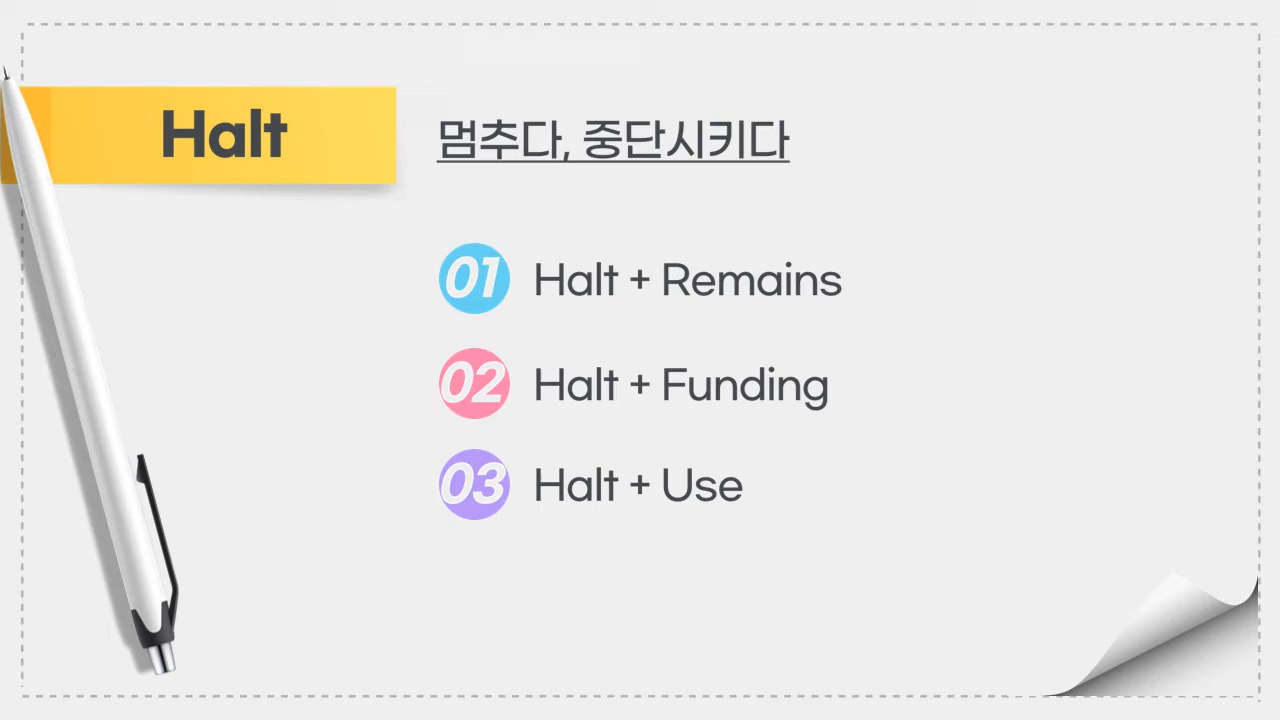 Halt
멈추다, 중단시키다
01 Halt + Remains
02 Halt + Funding
03 Halt + Use